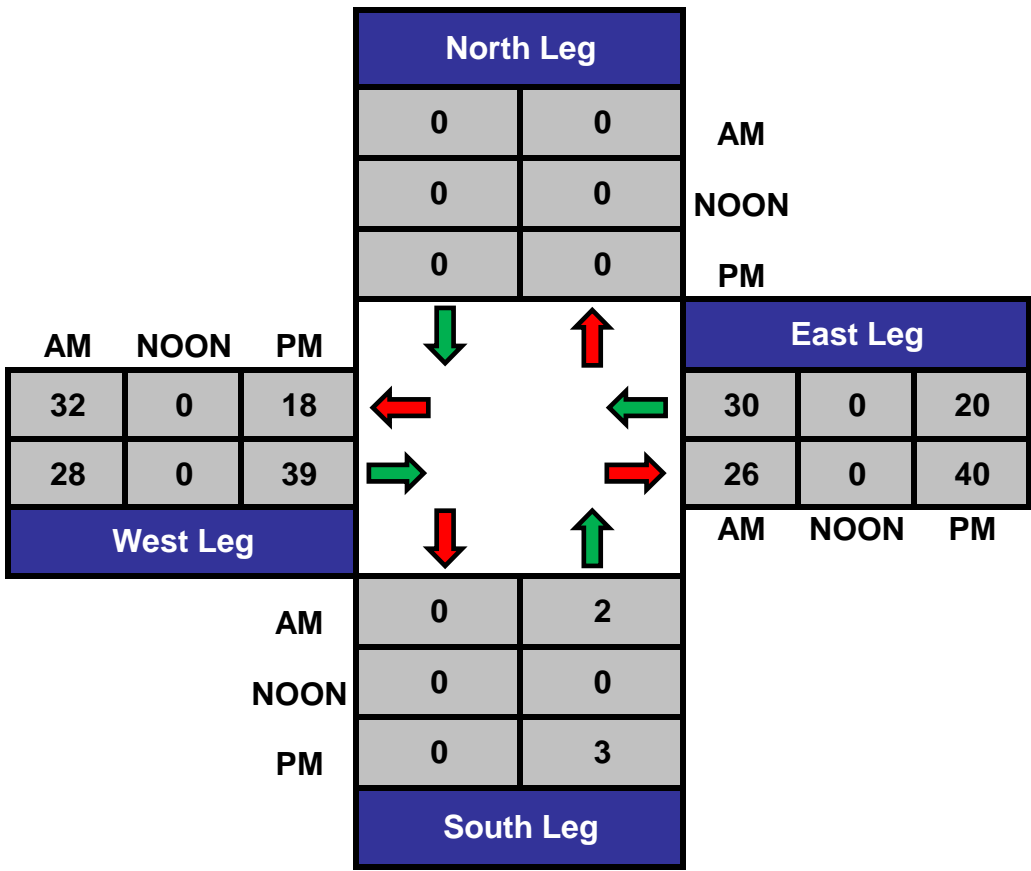 North Leg
0 0 AM
0 0 NOON
0 0 PM
AM NOON PM
East Leg
32 0 18
30 0 20
28 0 39
26 0 40
West Leg
AM NOON PM
AM 0 2
NOON 0 0
PM 0 3
South Leg